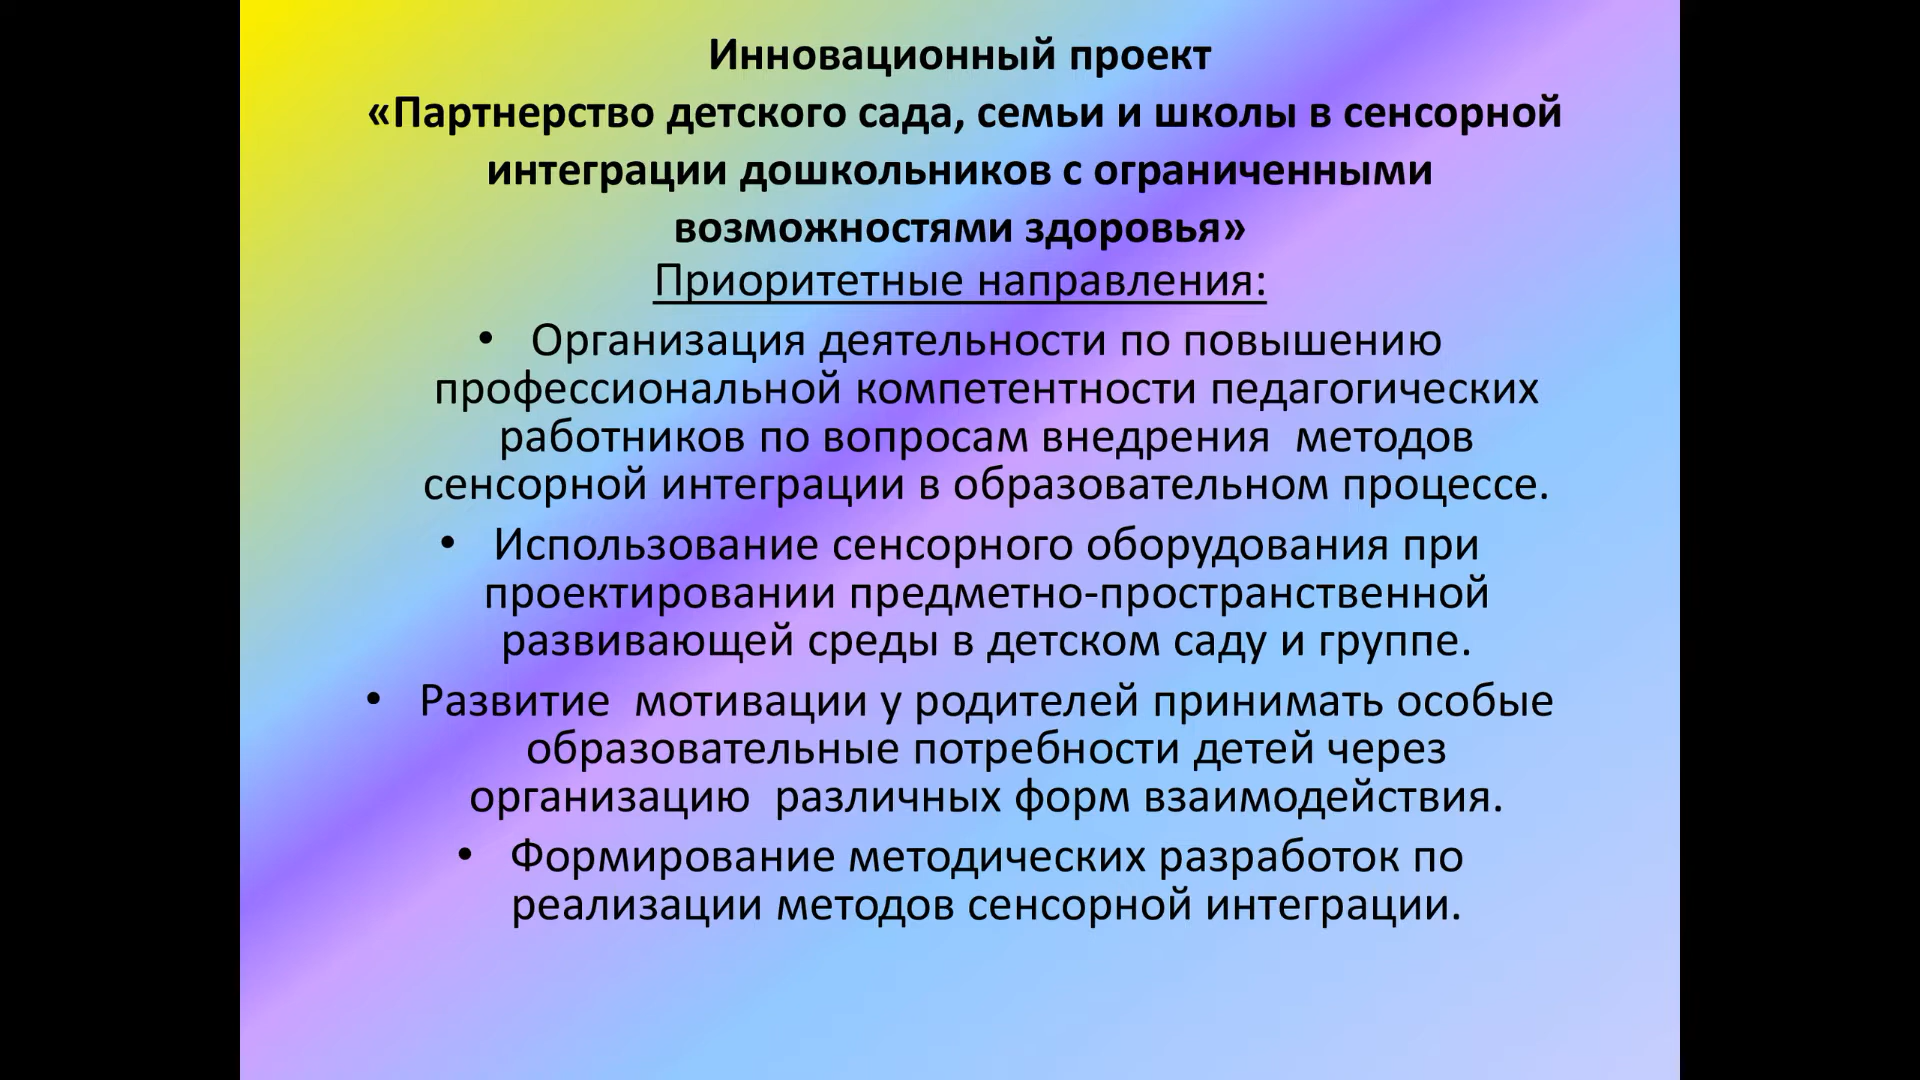 Инновационный проект
«Партнерство детского сада, семьи и школы в сенсорной
интеграции дошкольников с ограниченными
возможностями здоровья»
Приоритетные направления:
• Организация деятельности по повышению
профессиональной компетентности педагогических
работников по вопросам внедрения  методов
сенсорной интеграции в образовательном процессе.
• Использование сенсорного оборудования при
проектировании предметно-пространственной
развивающей среды в детском саду и группе.
• Развитие  мотивации у родителей принимать особые
образовательные потребности детей через
организацию  различных форм взаимодействия.
• Формирование методических разработок по
реализации методов сенсорной интеграции.